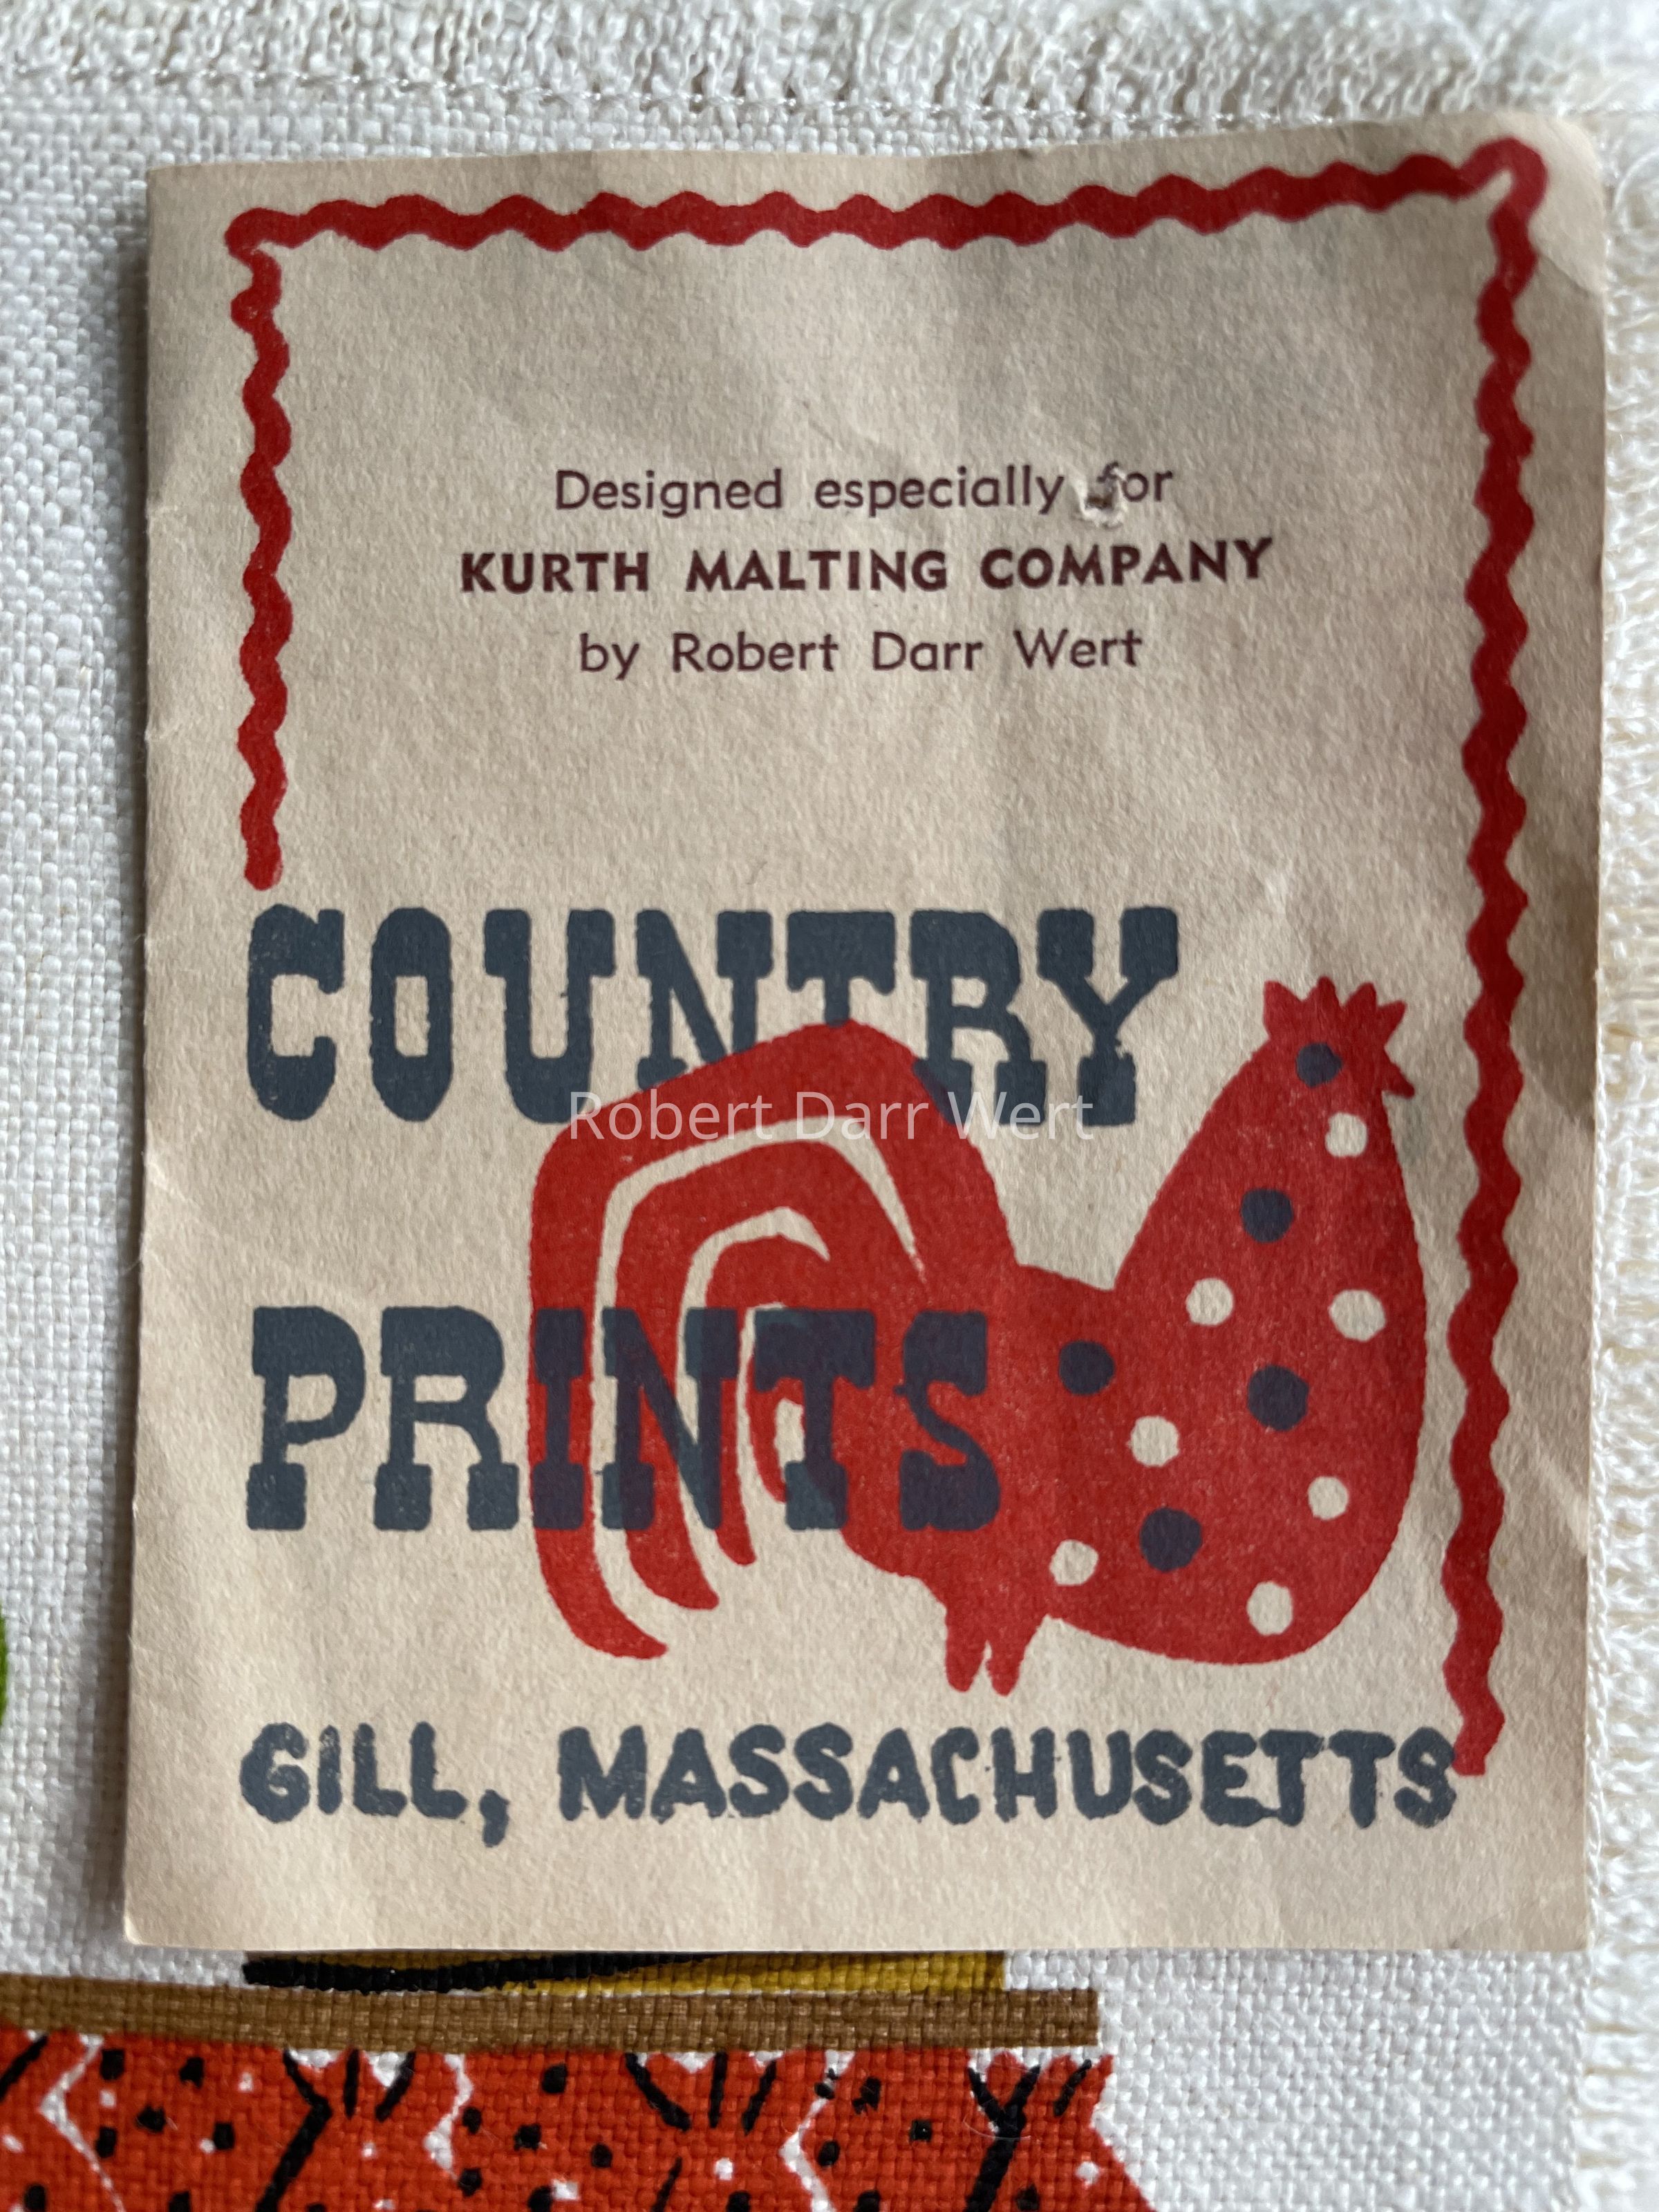 Designed especially for
KURTH MALTING COMPANY
by Robert Darr Wert
COUNTRY
Robert Darr Wert
PRINTS
GILL, MASSACHUSETTS